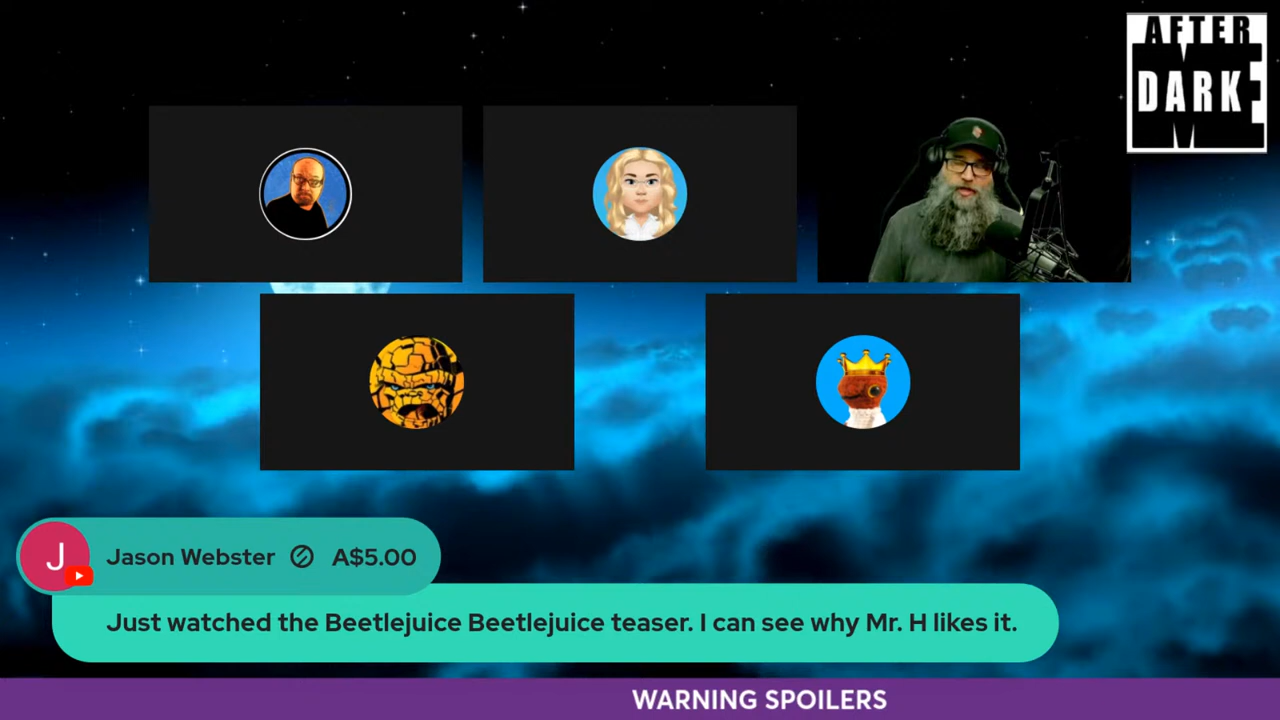 AFTER
DARK
ME
J
Jason Webster A$5.00
Just watched the Beetlejuice Beetlejuice teaser. I can see why Mr. H likes it.
WARNING SPOILERS